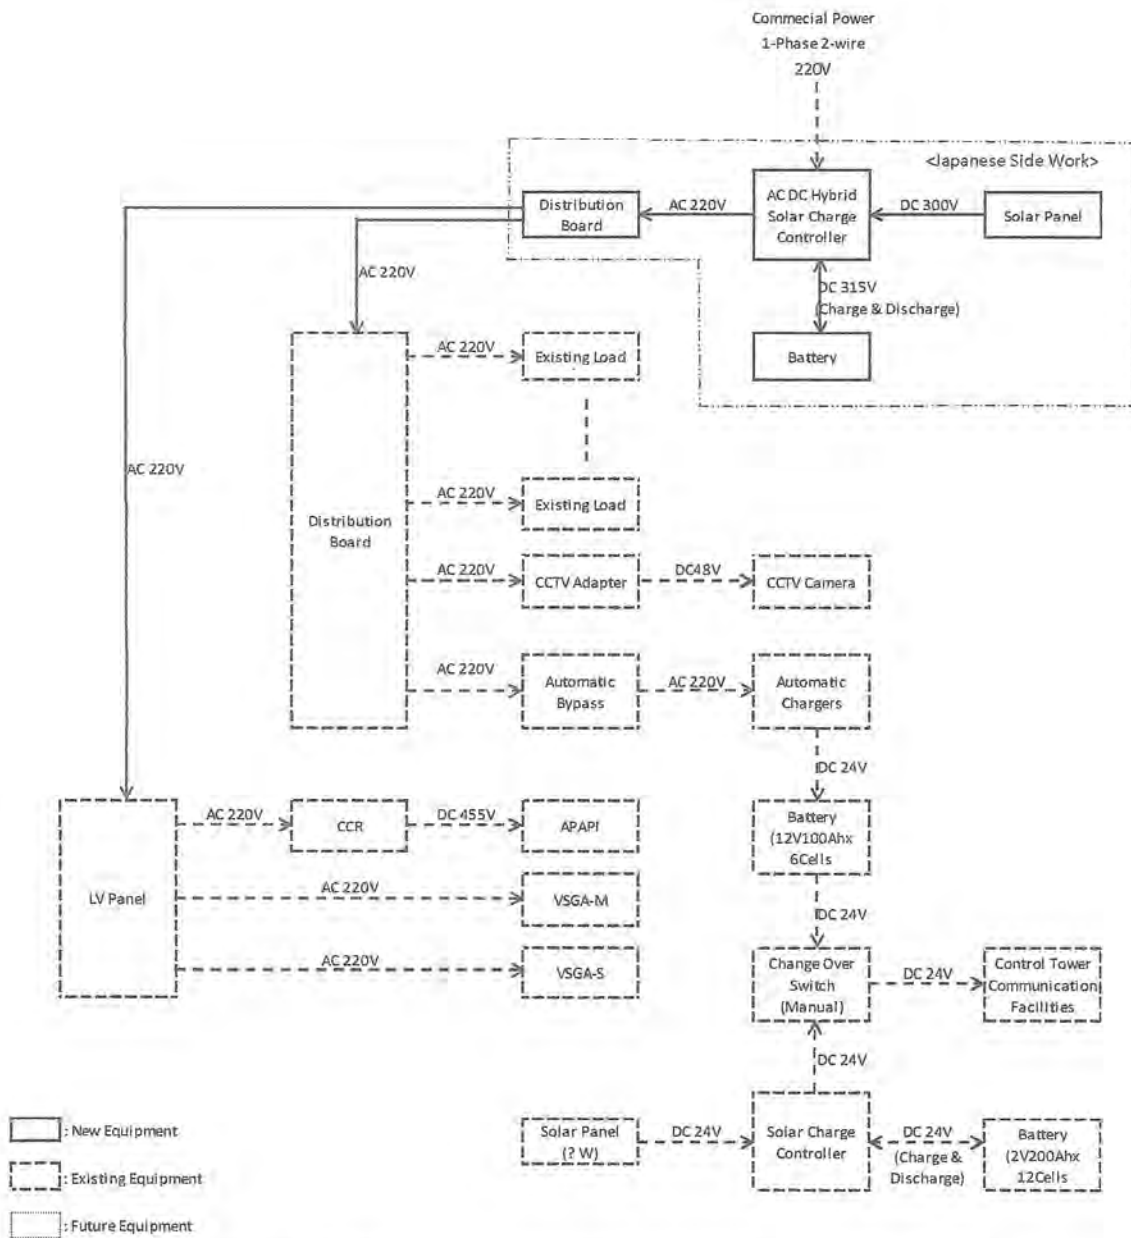 Commecial Power
1-Phase 2-wire
220V
<Japanese Side Work>
Distribution
Board
AC 220V
AC DC Hybrid
Solar Charge
Controller
DC 300V
Solar Panel
AC 220V
DC 315V
(Charge & Discharge)
Battery
AC 220V
Existing Load
AC 220V
AC 220V
Existing Load
Distribution
Board
AC 220V
CCTV Adapter
DC48V
CCTV Camera
AC 220V
Automatic
Bypass
AC 220V
Automatic
Chargers
DC 24V
LV Panel
AC 220V
CCR
DC 455V
APAPI
Battery
(12V100Ahx
6Cells
AC 220V
VSGA-M
DC 24V
AC 220V
VSGA-S
Change Over
Switch
(Manual)
DC 24V
Control Tower
Communication
Facilities
DC 24V
Solar Panel
(? W)
DC 24V
Solar Charge
Controller
DC 24V
(Charge &
Discharge)
Battery
(2V200Ahx
12Cells
: New Equipment
: Existing Equipment
: Future Equipment